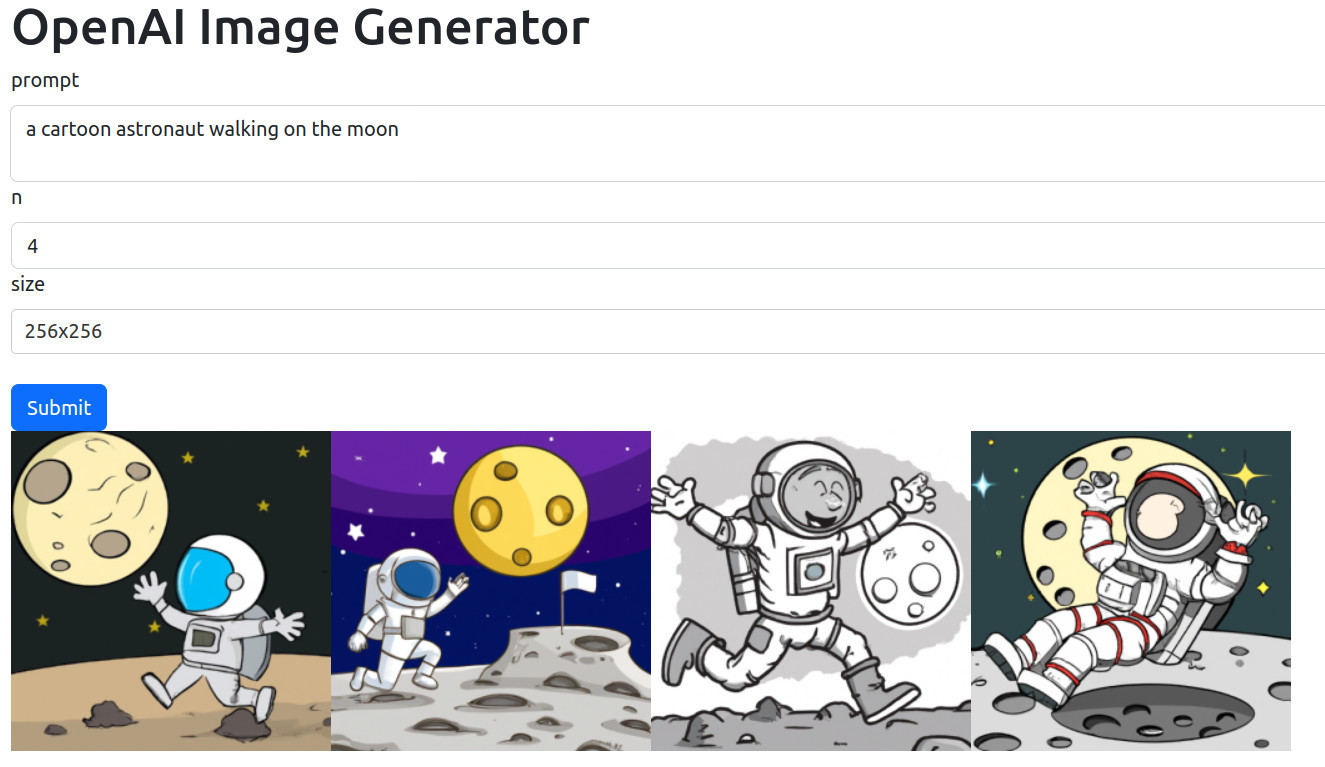 OpenAI Image Generator
prompt
a cartoon astronaut walking on the moon
n
4
size
256x256
Submit